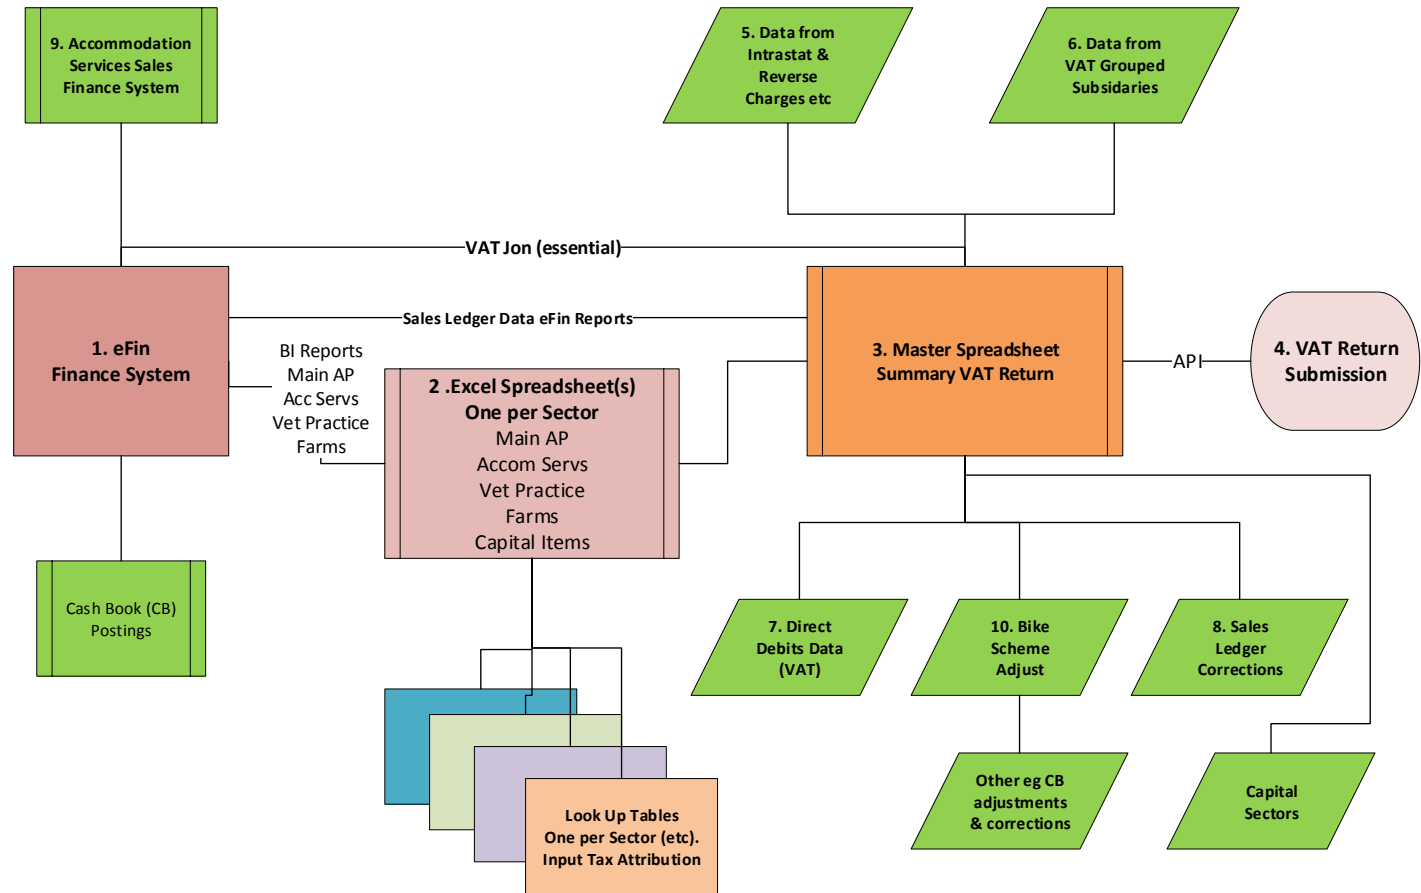 9. Accommodation
Services Sales
Finance System
5. Data from
Intrastat &
Reverse
Charges etc
6. Data from
VAT Grouped
Subsidaries
VAT Jon (essential)
1. eFin
Finance System
Sales Ledger Data eFin Reports
BI Reports
Main AP
Acc Servs
Vet Practice
Farms
2 .Excel Spreadsheet(s)
One per Sector
Main AP
Accom Servs
Vet Practice
Farms
Capital Items
3. Master Spreadsheet
Summary VAT Return
API
4. VAT Return
Submission
Cash Book (CB)
Postings
7. Direct
Debits Data
(VAT)
10. Bike
Scheme
Adjust
8. Sales
Ledger
Corrections
Look Up Tables
One per Sector (etc).
Input Tax Attribution
Other eg CB
adjustments
& corrections
Capital
Sectors